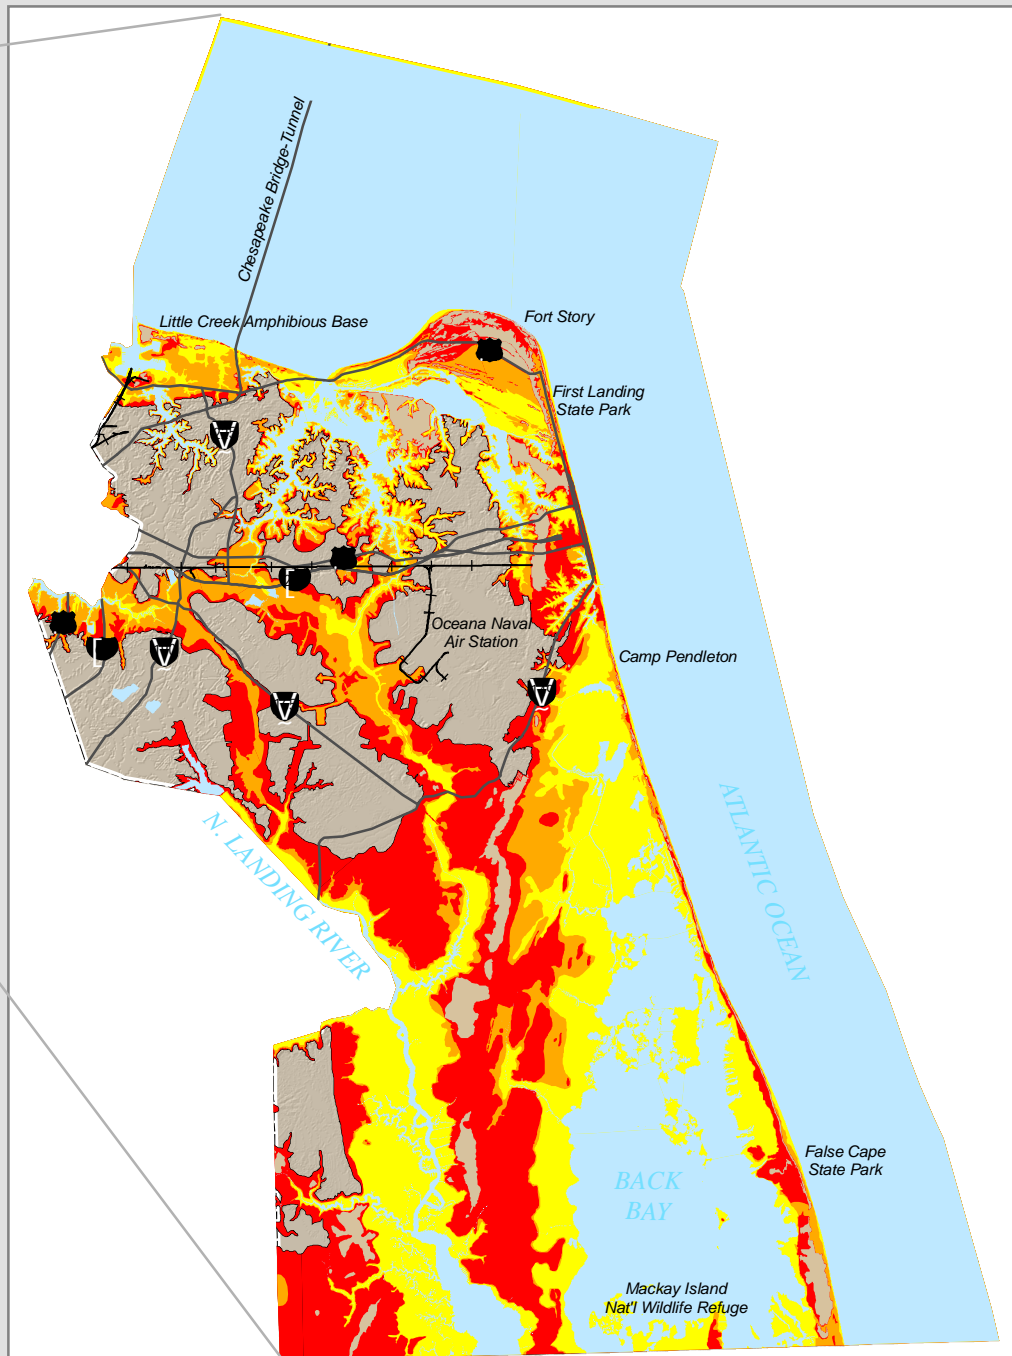 Chesapeake Bridge-Tunnel
Little Creek Amphibious Base
Fort Story
First Landing
State Park
Oceana Naval
Air Station
Camp Pendleton
ATLANTIC OCEAN
N. LANDING RIVER
False Cape
State Park
BACK
BAY
Mackay Island
Nat'l Wildlife Refuge